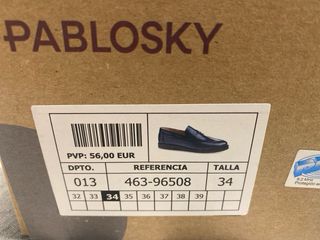 PABLOSKY
PVP: 56,00 EUR
DPTO. REFERENCIA TALLA
013 463-96508 34
32 33 34 35 36 37 38 39